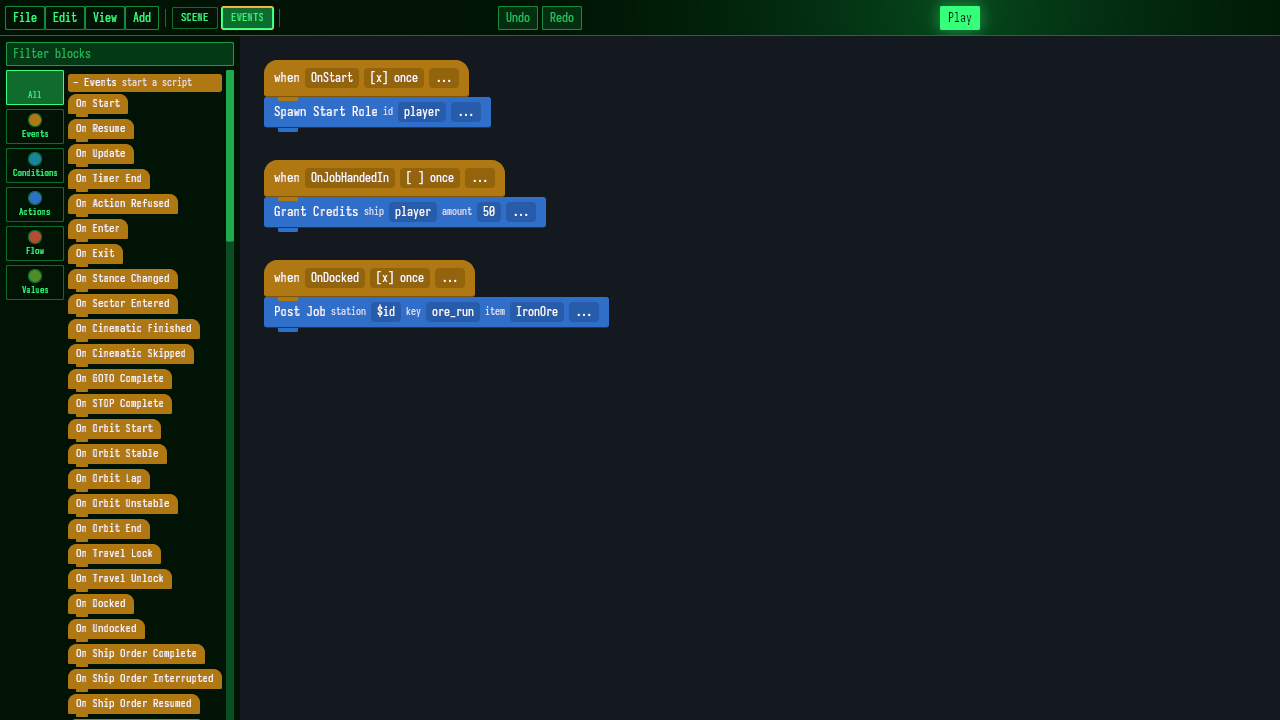 File Edit View Add SCENE EVENTS Undo Redo Play
Filter blocks
All
Events
Conditions
Actions
Flow
Values
− Events start a script
On Start
On Resume
On Update
On Timer End
On Action Refused
On Enter
On Exit
On Stance Changed
On Sector Entered
On Cinematic Finished
On Cinematic Skipped
On GOTO Complete
On STOP Complete
On Orbit Start
On Orbit Stable
On Orbit Lap
On Orbit Unstable
On Orbit End
On Travel Lock
On Travel Unlock
On Docked
On Undocked
On Ship Order Complete
On Ship Order Interrupted
On Ship Order Resumed
when OnStart [x] once ...
Spawn Start Role id player ...
when OnJobHandedIn [ ] once ...
Grant Credits ship player amount 50 ...
when OnDocked [x] once ...
Post Job station $id key ore_run item IronOre ...